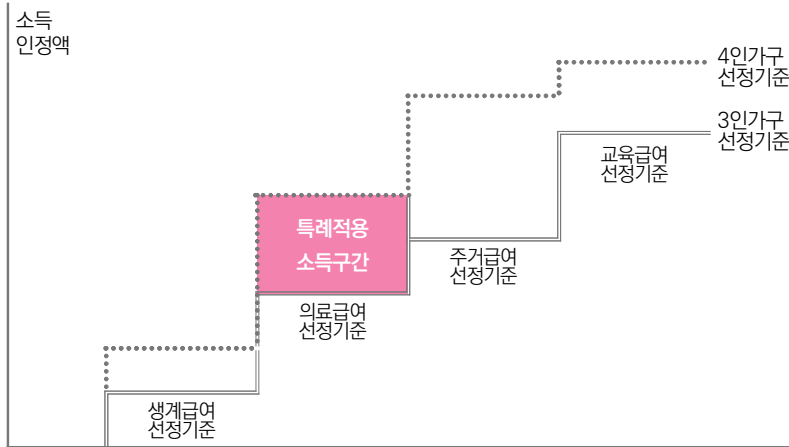 소득
인정액
4인가구
선정기준
3인가구
선정기준
교육급여
선정기준
특례적용
소득구간
주거급여
선정기준
의료급여
선정기준
생계급여
선정기준